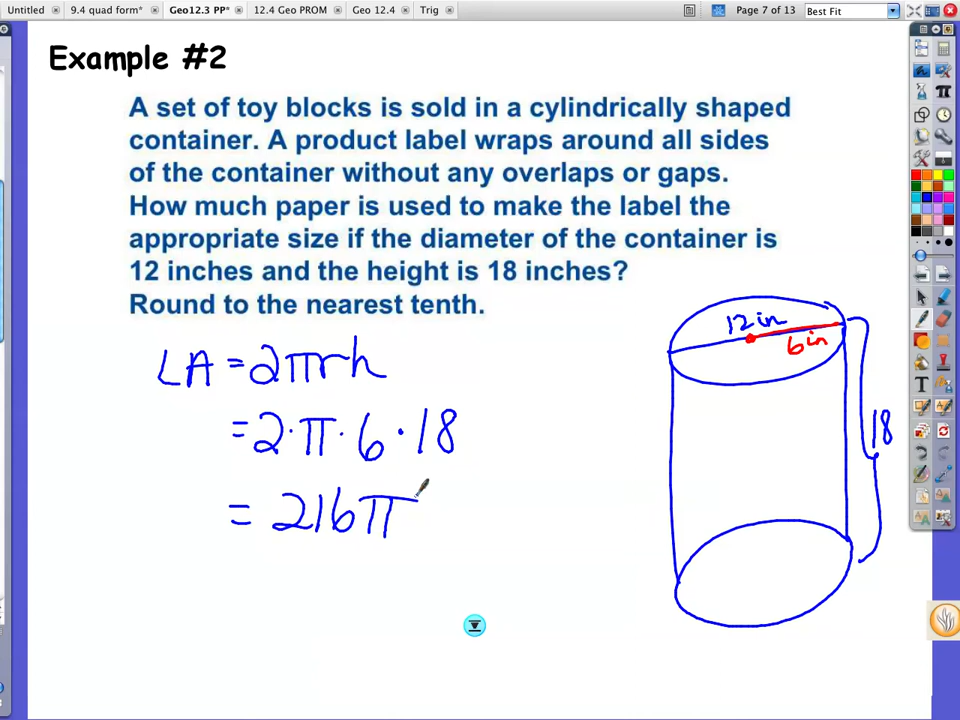 Untitled 9.4 quad form* Geo12.3 PP* 12.4 Geo PROM Geo 12.4 Trig Page 7 of 13 Best Fit
Example #2
A set of toy blocks is sold in a cylindrically shaped
container. A product label wraps around all sides
of the container without any overlaps or gaps.
How much paper is used to make the label the
appropriate size if the diameter of the container is
12 inches and the height is 18 inches?
Round to the nearest tenth.
12 in
6 in
18
LA = 2πrh
= 2·π·6·18
= 216π